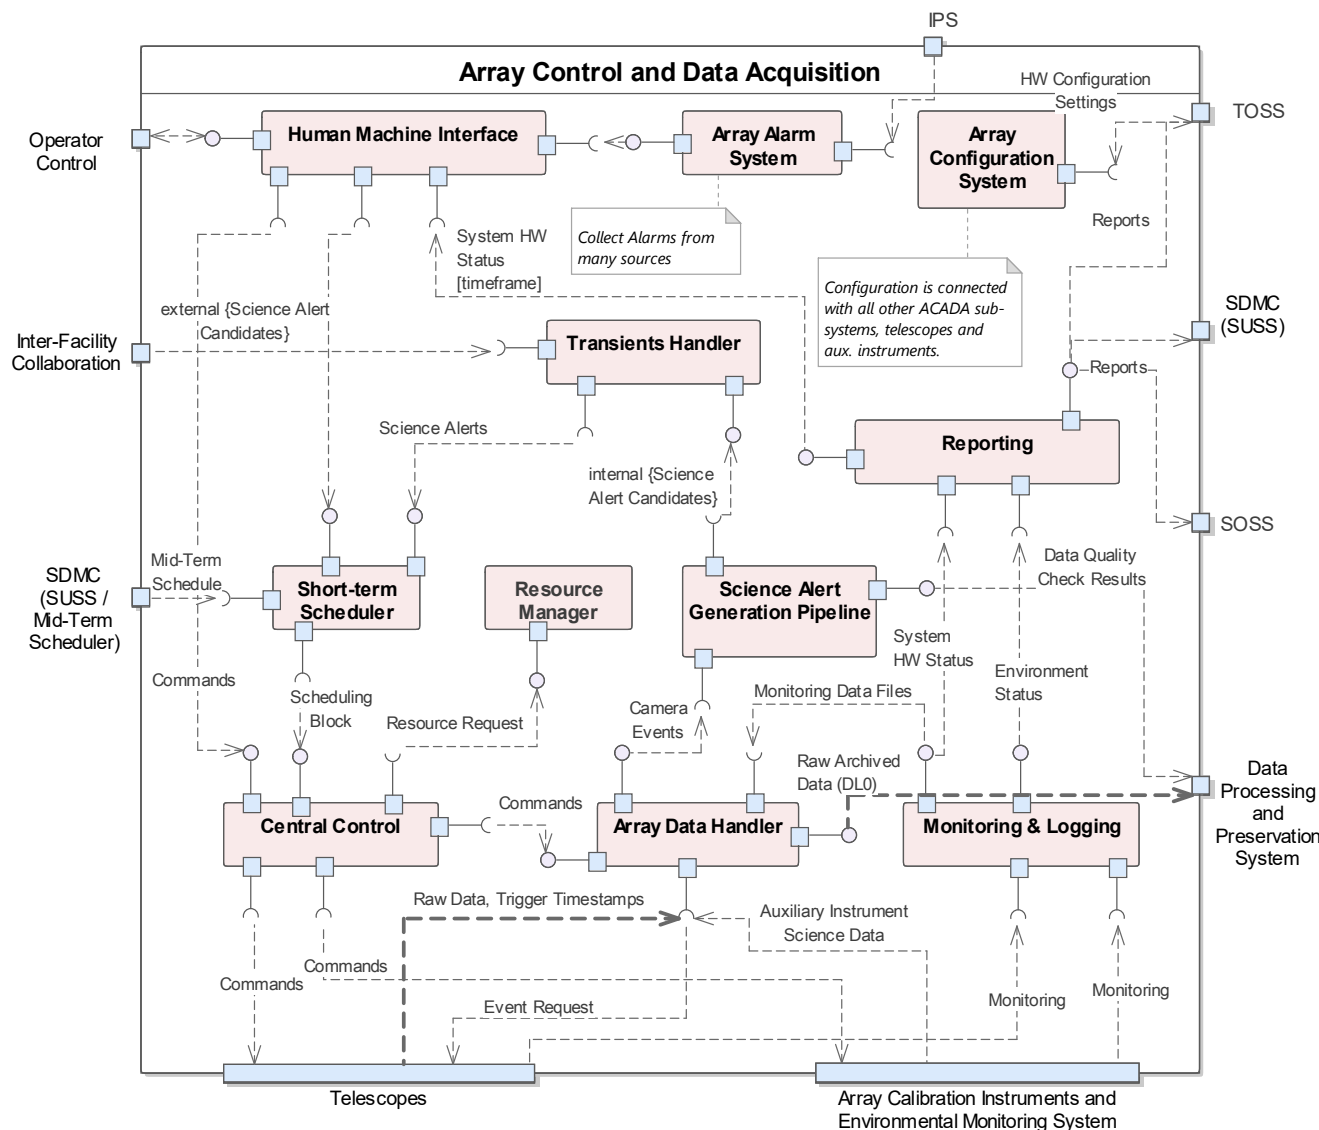 IPS
Array Control and Data Acquisition
HW Configuration
Settings
TOSS
Operator
Control
Human Machine Interface
Array Alarm
System
Array
Configuration
System
Reports
Collect Alarms from
many sources
System HW
Status
[timeframe]
Configuration is connected
with all other ACADA sub-
systems, telescopes and
aux. instruments.
SDMC
(SUSS)
external {Science Alert
Candidates}
Inter-Facility
Collaboration
Transients Handler
Reports
Science Alerts
Reporting
internal {Science
Alert Candidates}
SOSS
Mid-Term
Schedule
SDMC
(SUSS /
Mid-Term
Scheduler)
Short-term
Scheduler
Resource
Manager
Science Alert
Generation Pipeline
Data Quality
Check Results
System
HW Status
Environment
Status
Commands
Scheduling
Block
Resource Request
Camera
Events
Monitoring Data Files
Raw Archived
Data (DL0)
Data
Processing
and
Preservation
System
Central Control
Commands
Array Data Handler
Monitoring & Logging
Raw Data, Trigger Timestamps
Auxiliary Instrument
Science Data
Commands
Commands
Event Request
Monitoring
Monitoring
Telescopes
Array Calibration Instruments and
Environmental Monitoring System